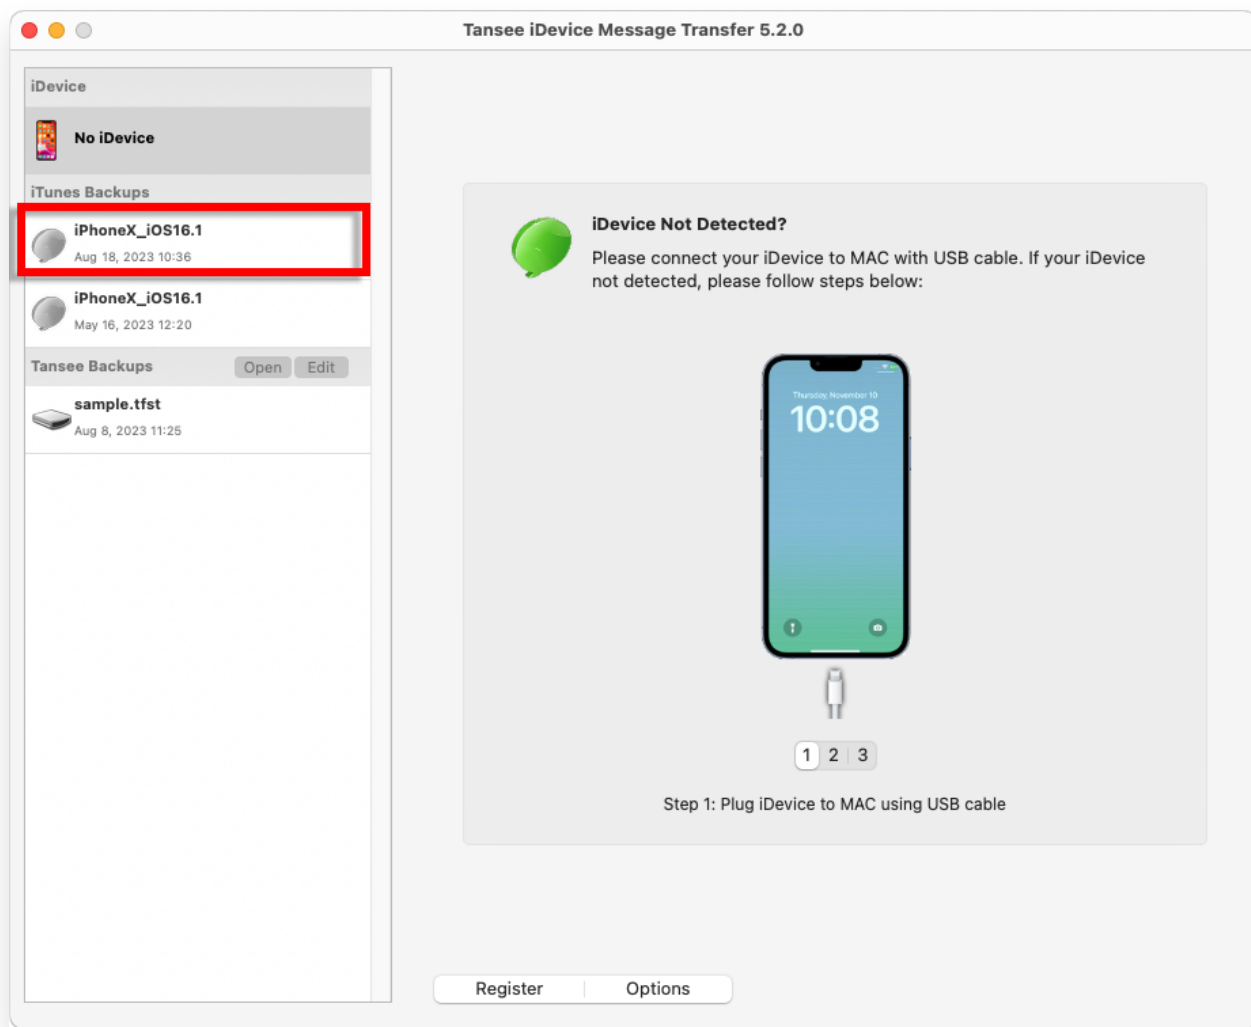 Tansee iDevice Message Transfer 5.2.0
iDevice
No iDevice
iTunes Backups
iPhoneX_iOS16.1
Aug 18, 2023 10:36
iPhoneX_iOS16.1
May 16, 2023 12:20
Tansee Backups Open Edit
sample.tfst
Aug 8, 2023 11:25
iDevice Not Detected?
Please connect your iDevice to MAC with USB cable. If your iDevice
not detected, please follow steps below:
Thursday, November 10
10:08
1 2 3
Step 1: Plug iDevice to MAC using USB cable
Register Options